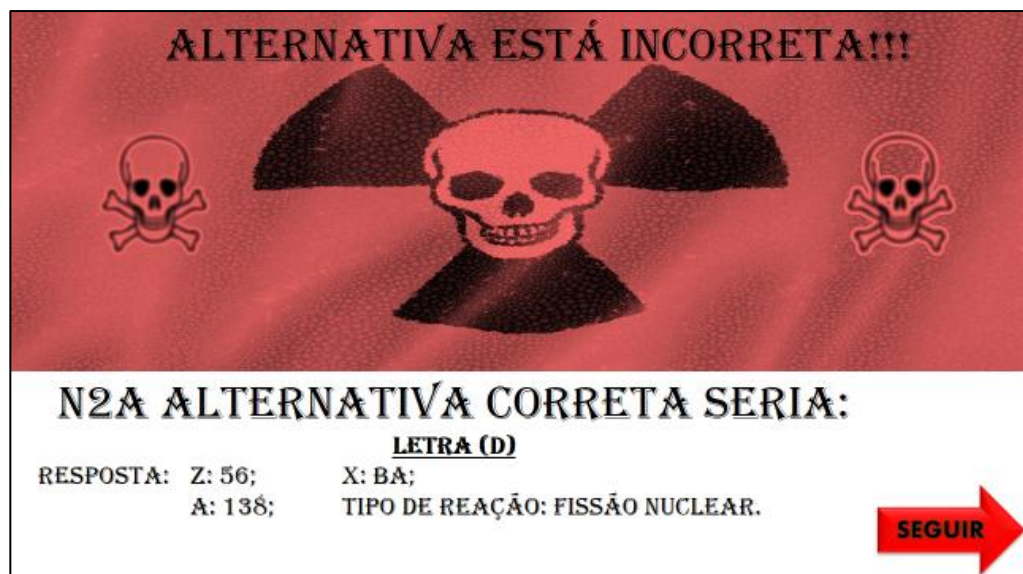 ALTERNATIVA ESTÁ INCORRETA!!!
N2A ALTERNATIVA CORRETA SERIA:
LETRA (D)
RESPOSTA: Z: 56; X: BA;
A: 138; TIPO DE REAÇÃO: FISSÃO NUCLEAR.
SEGUIR